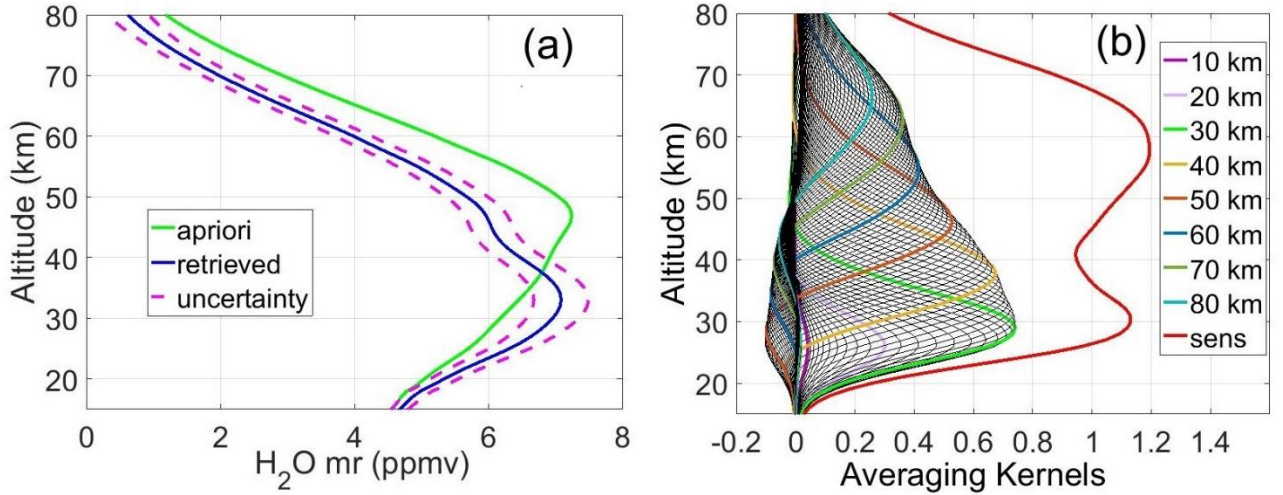 (a)
80
70
60
50
40
30
20
Altitude (km)
apriori
retrieved
uncertainty
0
2
4
6
8
H₂O mr (ppmv)
(b)
80
70
60
50
40
30
20
Altitude (km)
10 km
20 km
30 km
40 km
50 km
60 km
70 km
80 km
sens
-0.2
0
0.2
0.4
0.6
0.8
1
1.2
1.4
Averaging Kernels